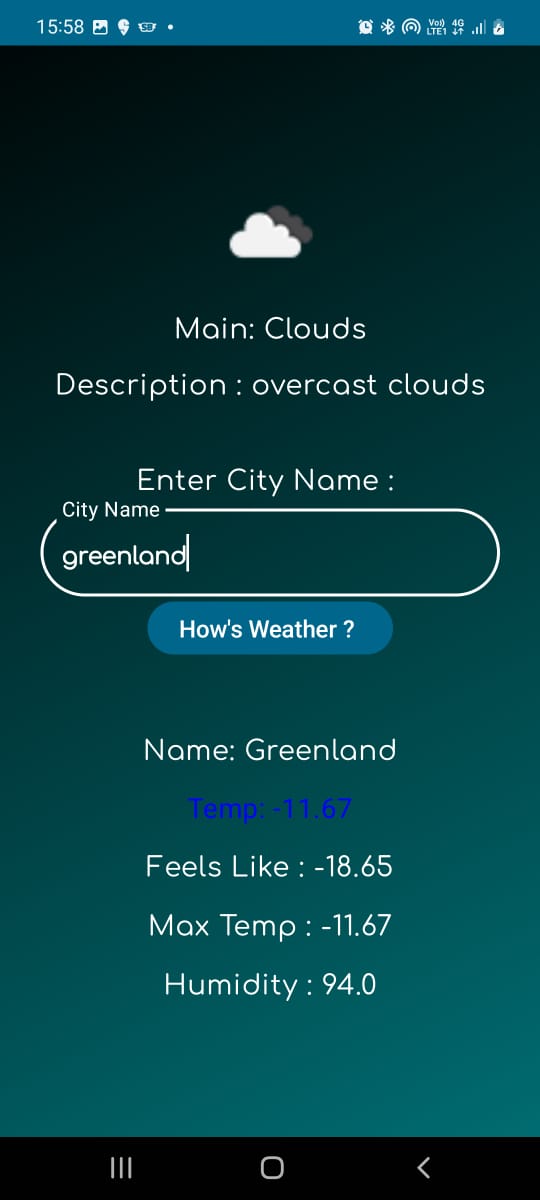 15:58
Vo)) 4G
LTE1
Main: Clouds
Description : overcast clouds
Enter City Name :
City Name
greenland
How's Weather ?
Name: Greenland
Temp: -11.67
Feels Like : -18.65
Max Temp : -11.67
Humidity : 94.0